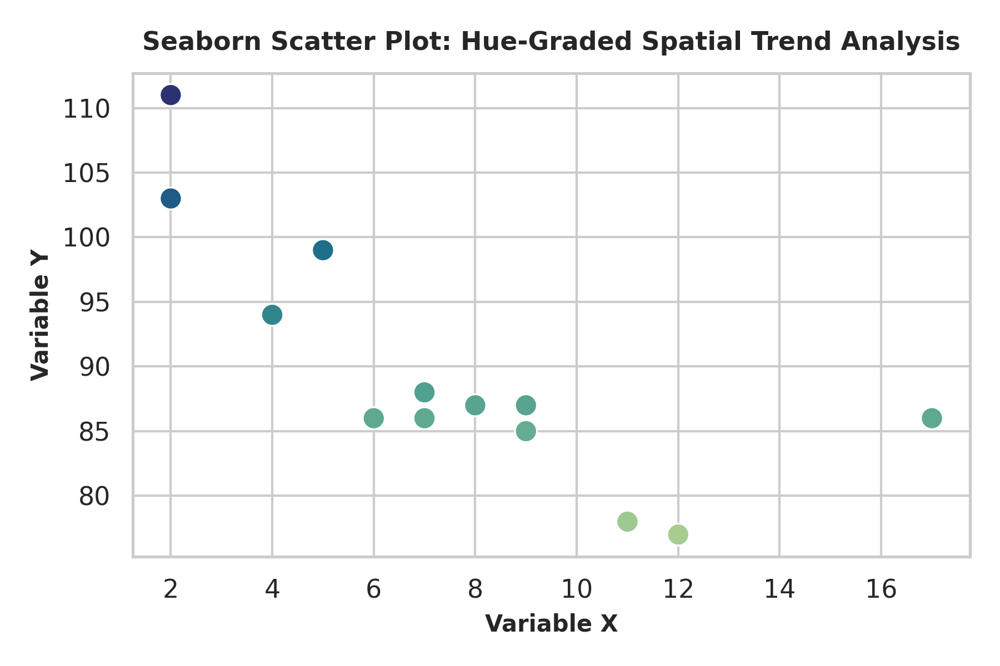 Seaborn Scatter Plot: Hue-Graded Spatial Trend Analysis
110
105
100
95
90
85
80
Variable Y
2 4 6 8 10 12 14 16
Variable X